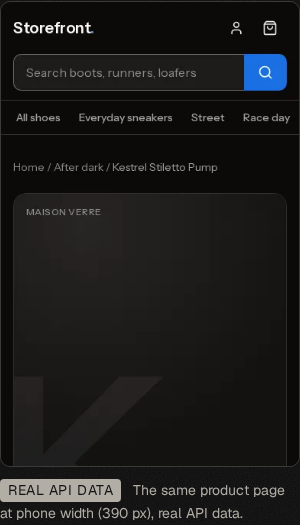 Storefront.
Search boots, runners, loafers
All shoes Everyday sneakers Street Race day
Home / After dark / Kestrel Stiletto Pump
MAISON VERRE
K
REAL API DATA The same product page
at phone width (390 px), real API data.